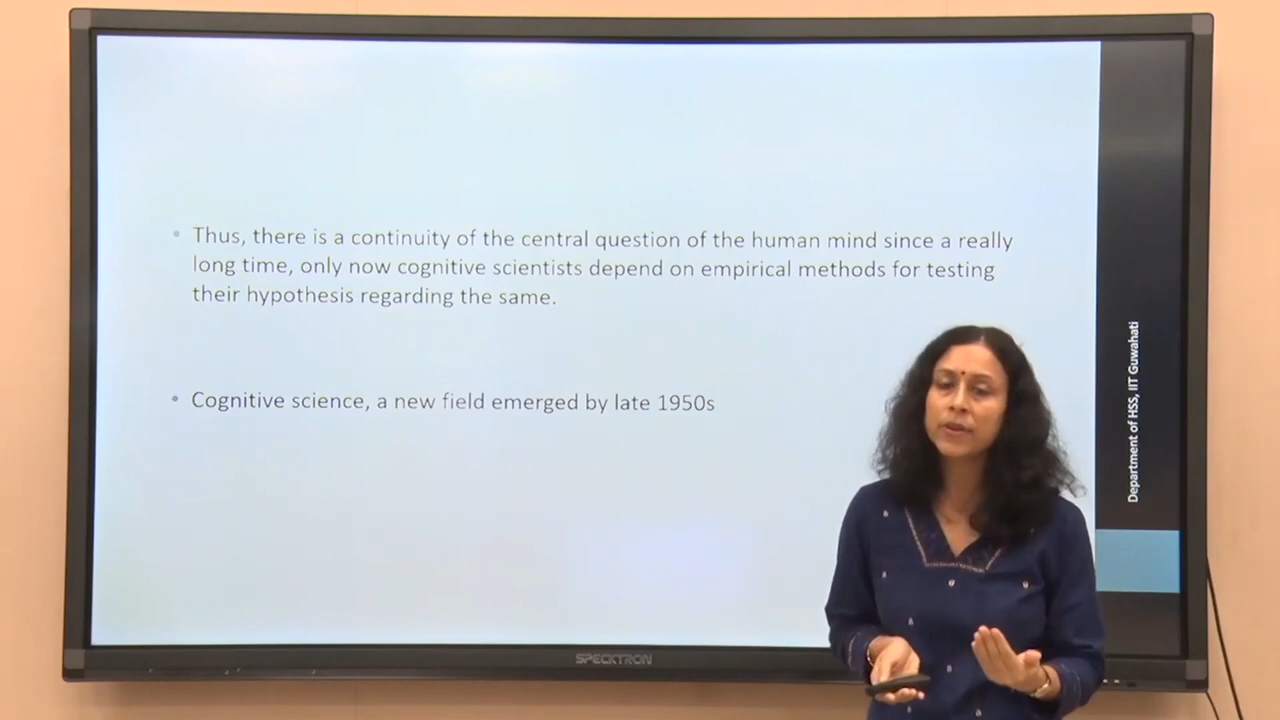 Thus, there is a continuity of the central question of the human mind since a really
long time, only now cognitive scientists depend on empirical methods for testing
their hypothesis regarding the same.
Cognitive science, a new field emerged by late 1950s
Department of HSS, IIT Guwahati
SPECKTRON